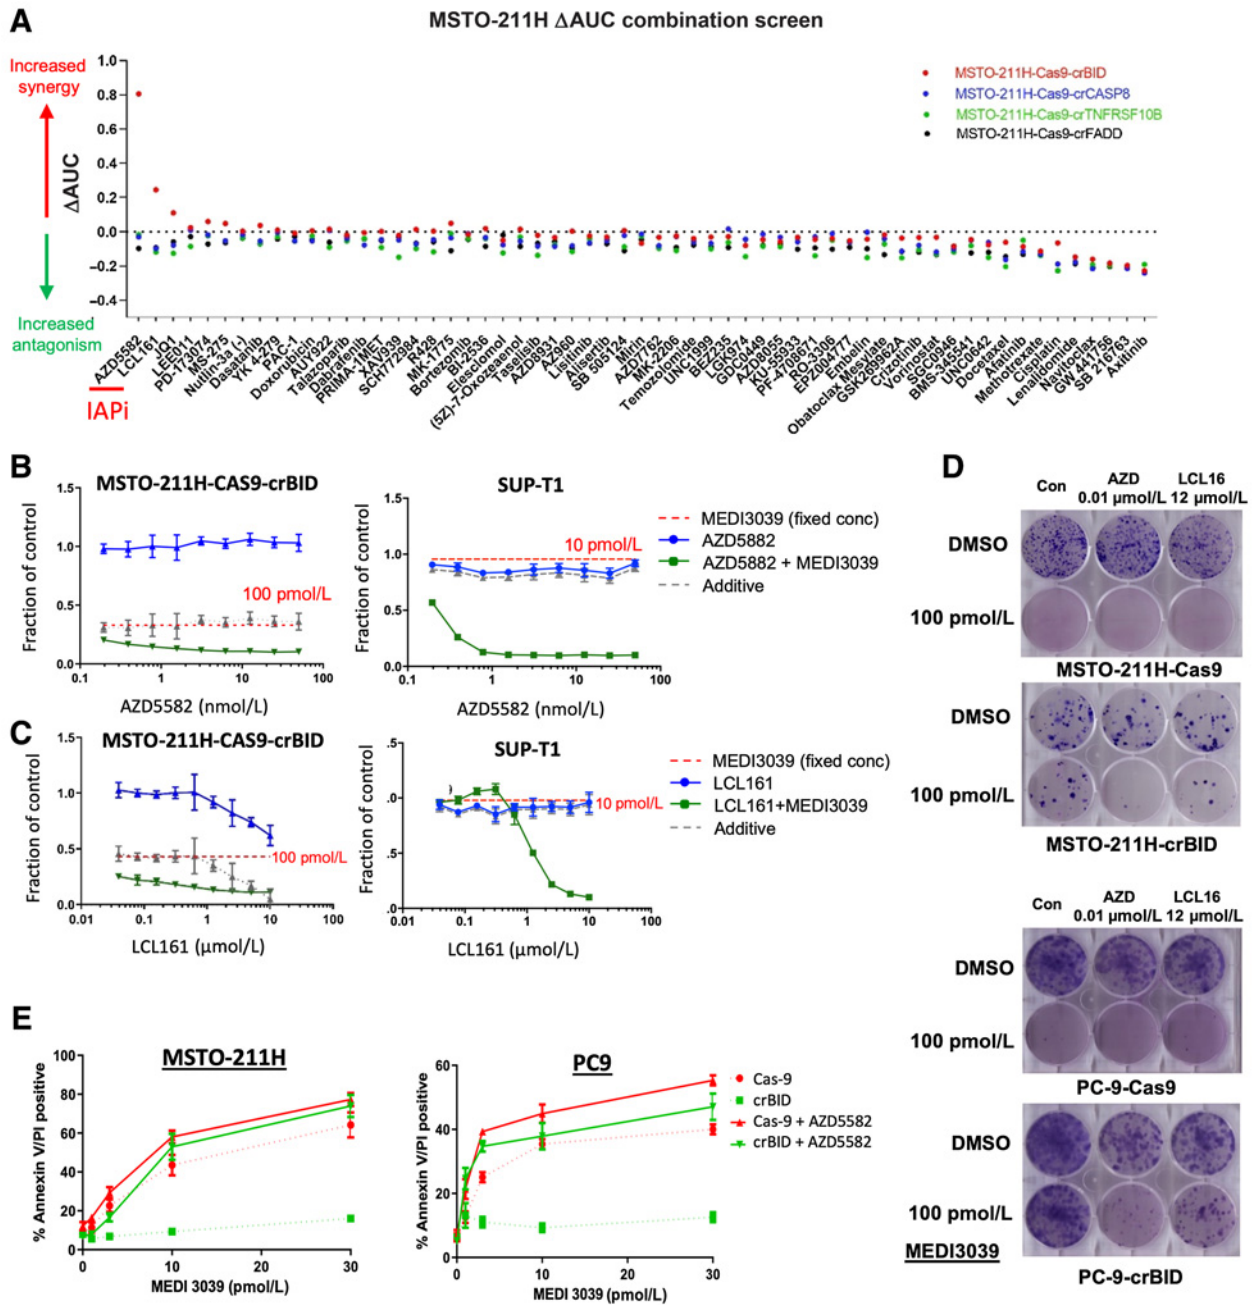 A
MSTO-211H ΔAUC combination screen
Increased
synergy
Increased
antagonism
ΔAUC
1.0
0.8
0.6
0.4
0.2
0.0
−0.2
−0.4
MSTO-211H-Cas9-crBID
MSTO-211H-Cas9-crCASP8
MSTO-211H-Cas9-crTNFRSF10B
MSTO-211H-Cas9-crFADD
AZD5582
LCL161
JQ1
LEE011
PD-173074
MS-275
Nutlin-3a (-)
Desatanib
YK 4-279
PAC-1
Doxorubicin
AUY922
Talazoparib
Dabrafenib
PRIMA-1MET
XAV939
SCH772984
R428
MK-1775
Bortezomib
BI-2536
Elesclomol
(5Z)-7-Oxozeaenol
Taselisib
AZD8931
AZ960
Lisitinib
Alisertib
SB 505124
Mirin
AZD7762
MK-2206
Temozolomide
UNC1999
BEZ235
LGK974
GDC0449
AZD8055
KU-55933
PF-4708671
RO-3306
EPZ004777
Embelin
Obatoclax Mesylate
GSK269962A
Crizotinib
Vorinostat
SGC0946
BMS-345541
UNC0642
Docetaxel
Afatinib
Methotrexate
Cisplatin
Lenalidomide
Navitoclax
GW 441756
SB 216763
Axitinib
IAPi
B
MSTO-211H-CAS9-crBID
Fraction of control
1.5
1.0
0.5
0.0
100 pmol/L
0.1
1
10
100
AZD5582 (nmol/L)
SUP-T1
Fraction of control
1.5
1.0
0.5
0.0
10 pmol/L
0.1
1
10
100
AZD5582 (nmol/L)
MEDI3039 (fixed conc)
AZD5882
AZD5882 + MEDI3039
Additive
C
MSTO-211H-CAS9-crBID
Fraction of control
1.5
1.0
0.5
0.0
100 pmol/L
0.01
0.1
1
10
100
LCL161 (μmol/L)
SUP-T1
Fraction of control
.5
.0
.5
.0
10 pmol/L
.01
0.1
1
10
100
LCL161 (μmol/L)
MEDI3039 (fixed conc)
LCL161
LCL161+MEDI3039
Additive
D
Con
AZD
0.01 μmol/L
LCL16
12 μmol/L
DMSO
100 pmol/L
MSTO-211H-Cas9
DMSO
100 pmol/L
MSTO-211H-crBID
Con
AZD
0.01 μmol/L
LCL16
12 μmol/L
DMSO
100 pmol/L
PC-9-Cas9
DMSO
100 pmol/L
MEDI3039
PC-9-crBID
E
MSTO-211H
% Annexin V/PI positive
100
80
60
40
20
0
0
10
20
30
MEDI 3039 (pmol/L)
PC9
% Annexin V/PI positive
60
40
20
0
0
10
20
30
MEDI 3039 (pmol/L)
Cas-9
crBID
Cas-9 + AZD5582
crBID + AZD5582